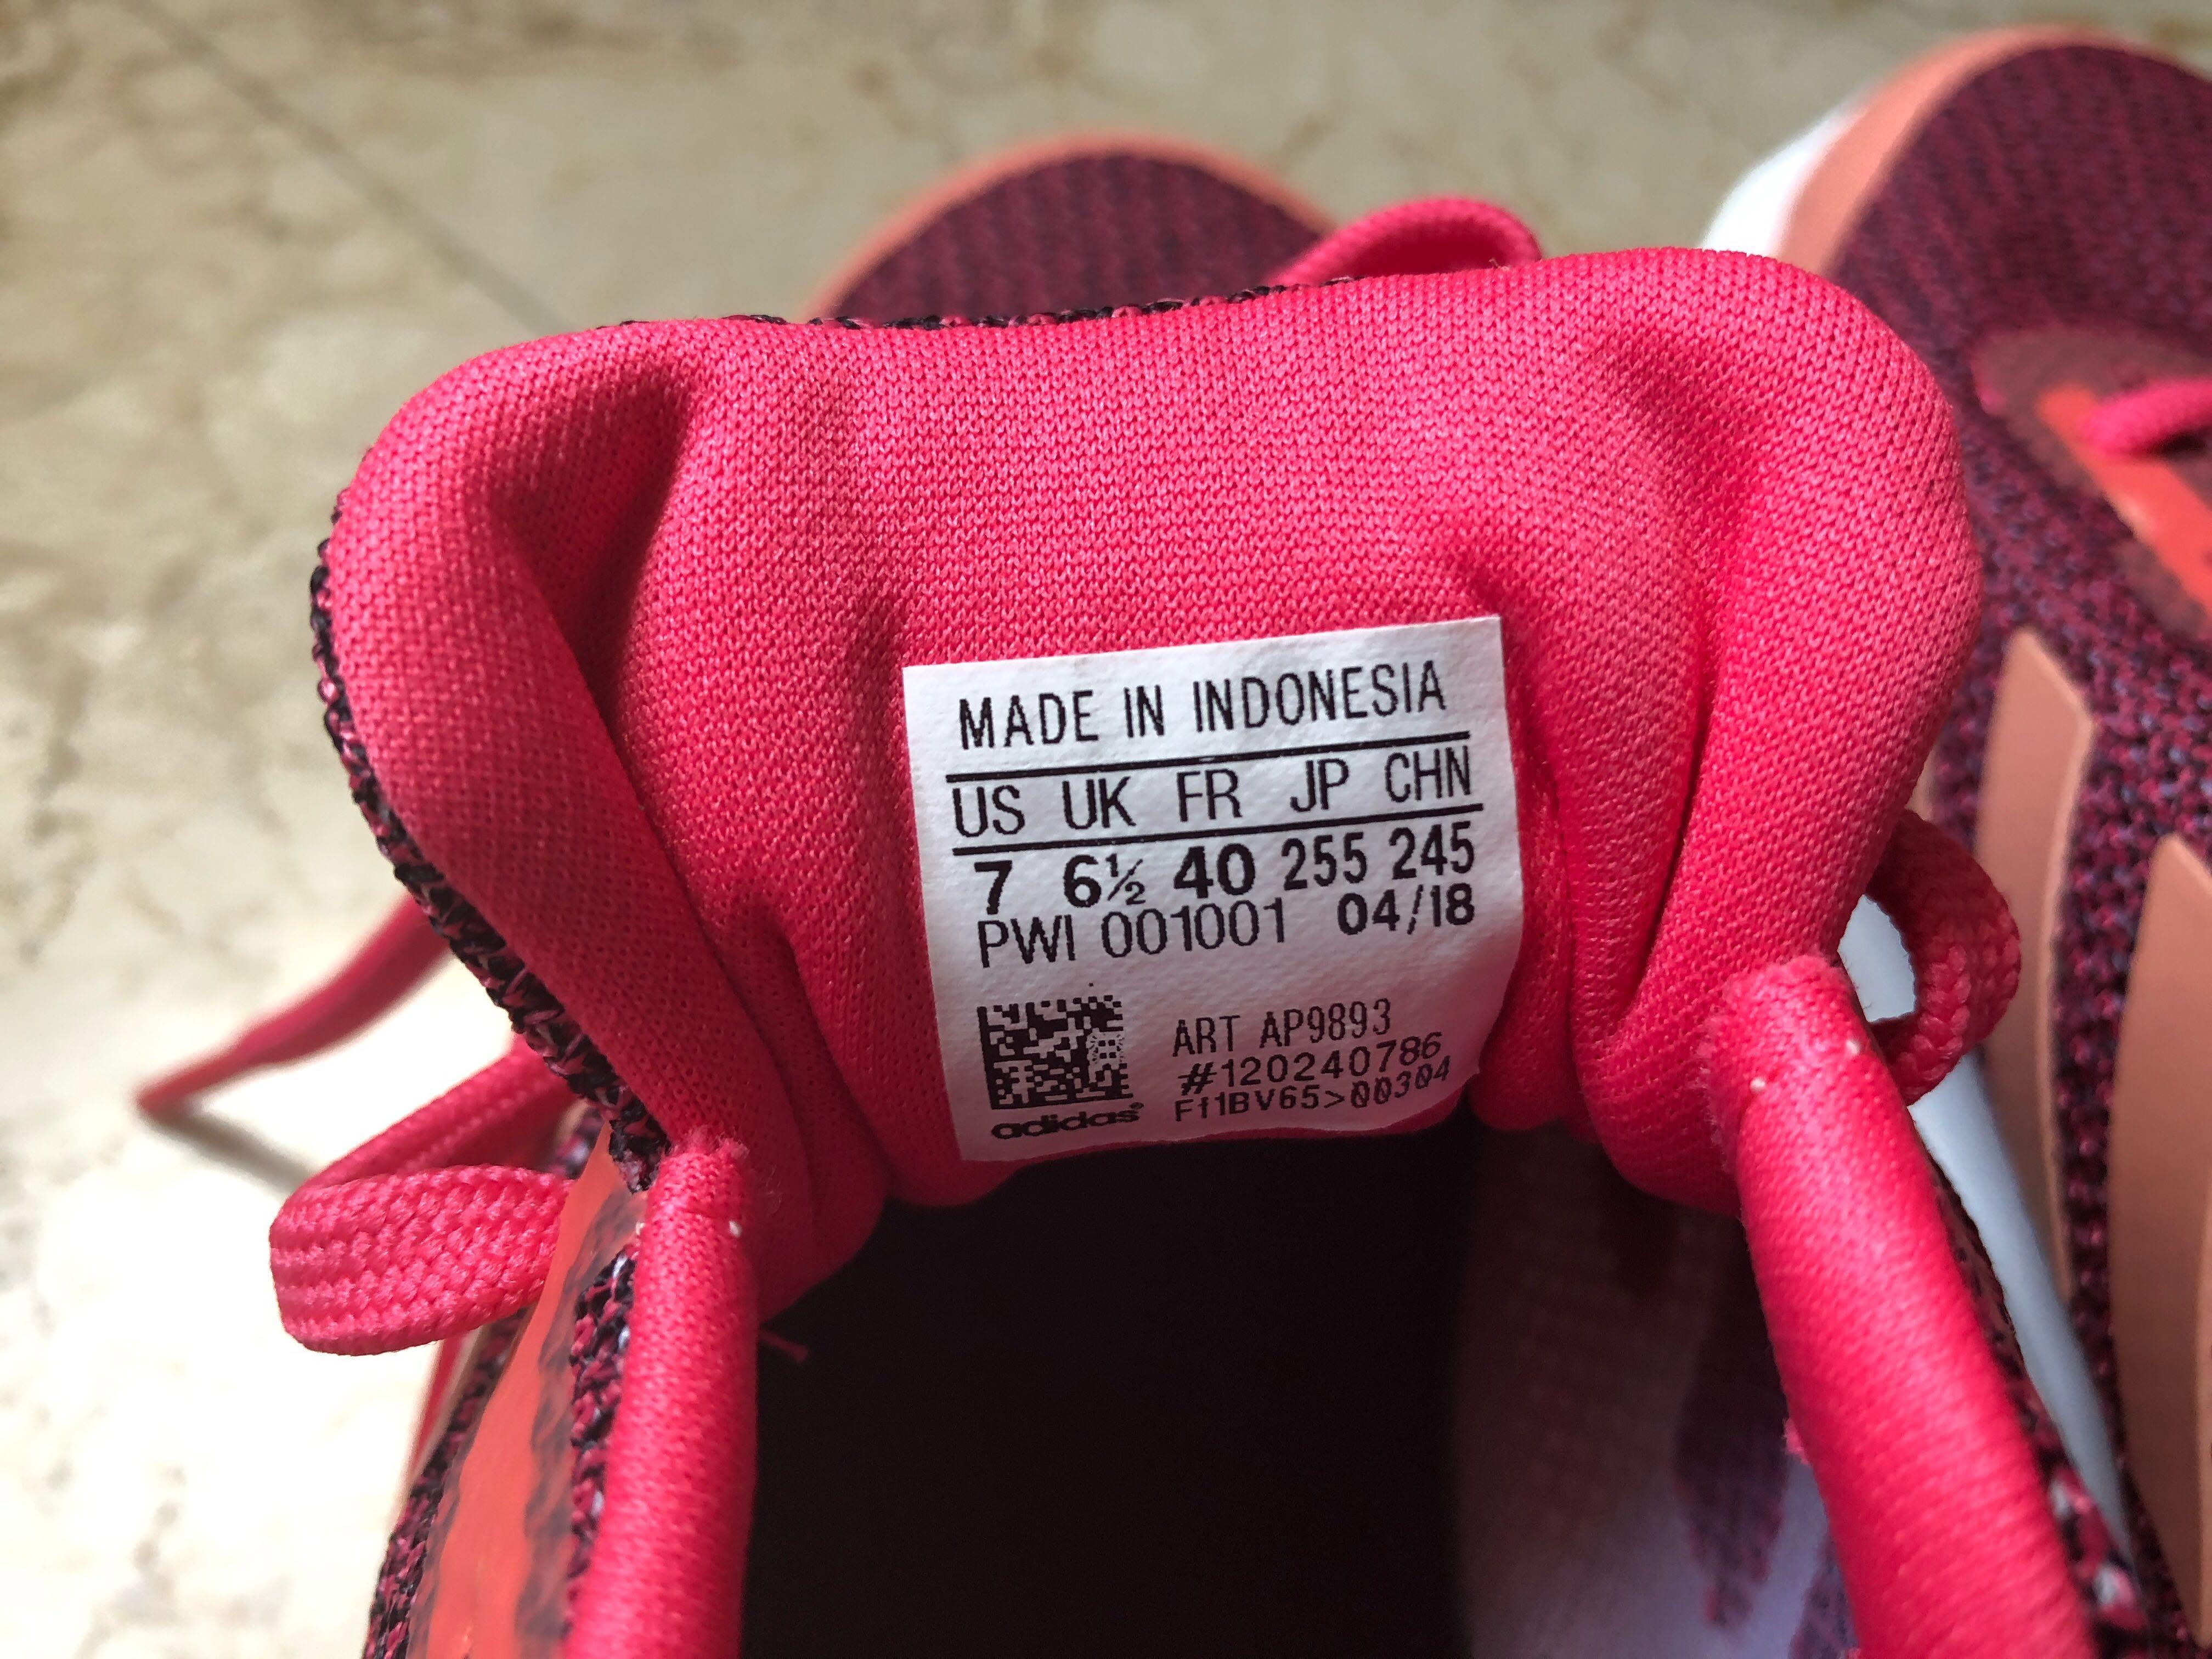 MADE IN INDONESIA
US UK FR JP CHN
7 6½ 40 255 245
PWI 001001 04/18
ART AP9893
#120240786
F11BV65>00304
adidas